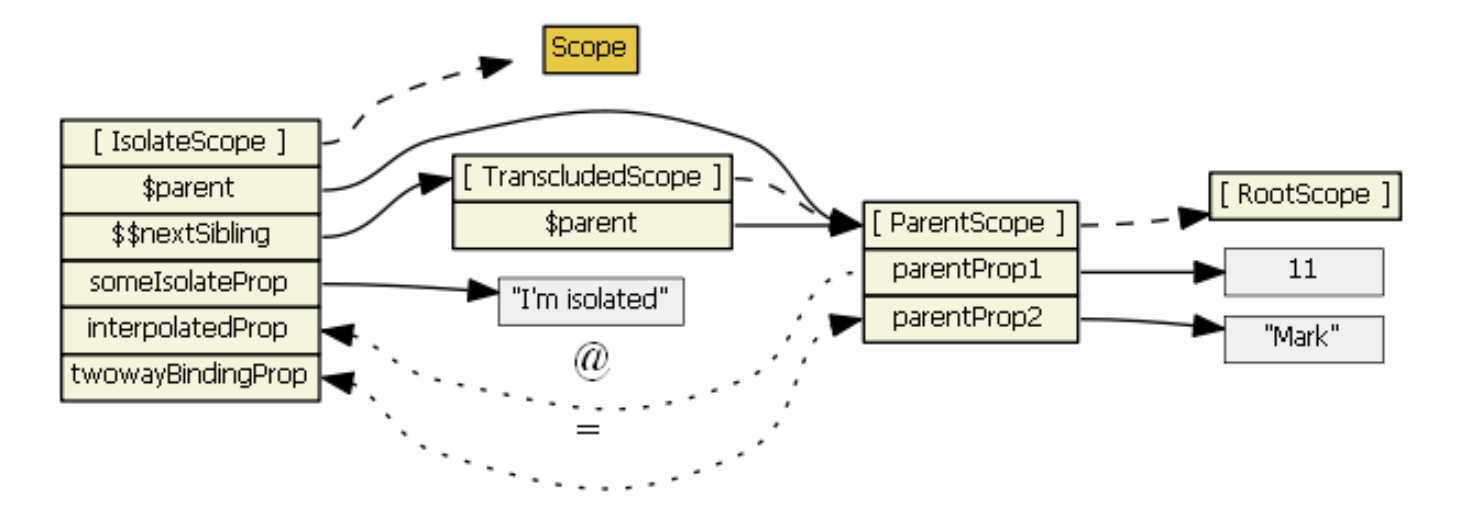 Scope
[ IsolateScope ]
$parent
$$nextSibling
someIsolateProp
interpolatedProp
twowayBindingProp
[ TranscludedScope ]
$parent
"I'm isolated"
@
=
[ ParentScope ]
parentProp1
parentProp2
[ RootScope ]
11
"Mark"